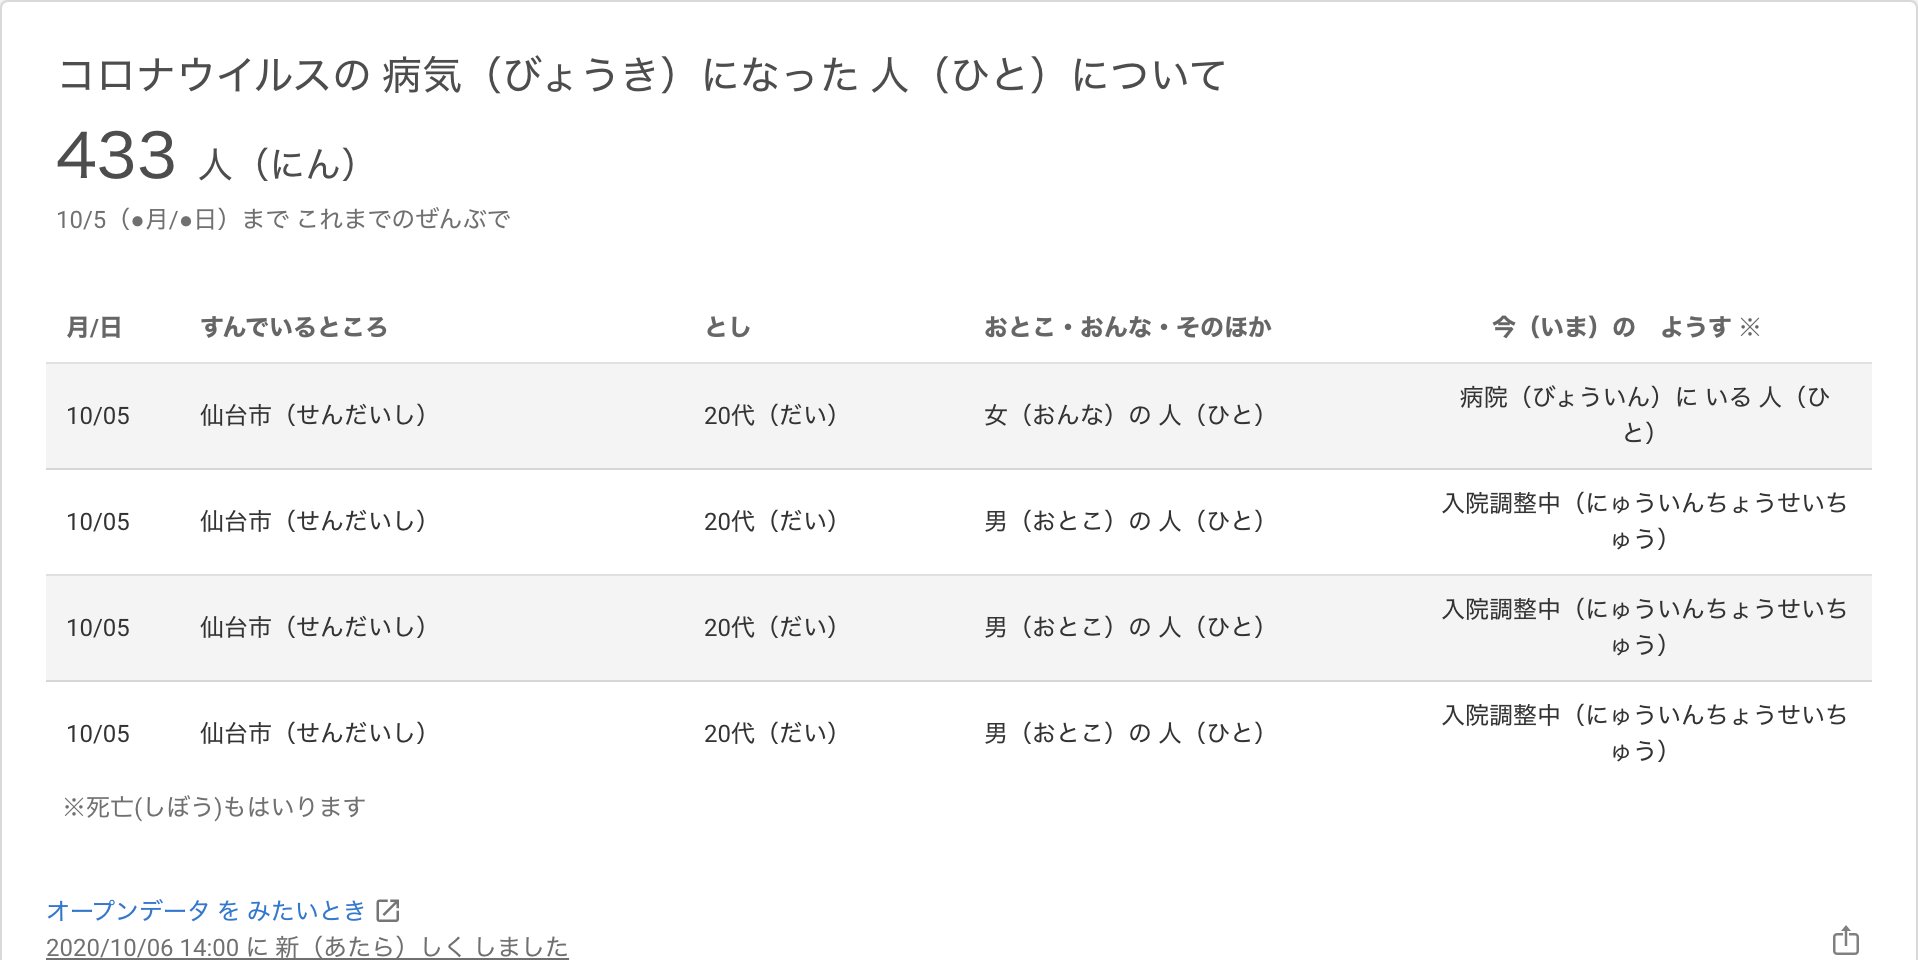 コロナウイルスの 病気（びょうき）になった 人（ひと）について
433 人（にん）
10/5（●月/●日）まで これまでのぜんぶで
月/日 すんでいるところ とし おとこ・おんな・そのほか 今（いま）の　ようす ※
10/05 仙台市（せんだいし） 20代（だい） 女（おんな）の 人（ひと） 病院（びょういん）に いる 人（ひ
と）
10/05 仙台市（せんだいし） 20代（だい） 男（おとこ）の 人（ひと） 入院調整中（にゅういんちょうせいち
ゅう）
10/05 仙台市（せんだいし） 20代（だい） 男（おとこ）の 人（ひと） 入院調整中（にゅういんちょうせいち
ゅう）
10/05 仙台市（せんだいし） 20代（だい） 男（おとこ）の 人（ひと） 入院調整中（にゅういんちょうせいち
ゅう）
※死亡(しぼう)もはいります
オープンデータ を みたいとき
2020/10/06 14:00 に 新（あたら）しく しました